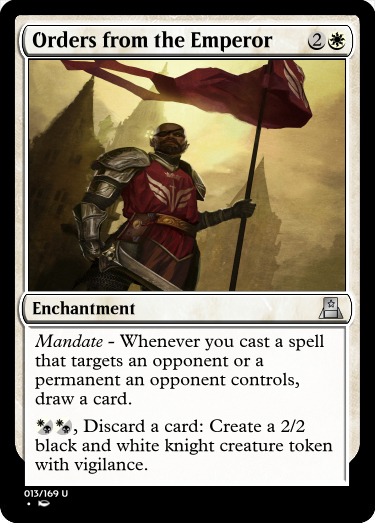 Orders from the Emperor 2
Enchantment
Mandate - Whenever you cast a spell
that targets an opponent or a
permanent an opponent controls,
draw a card.
, Discard a card: Create a 2/2
black and white knight creature token
with vigilance.
013/169 U